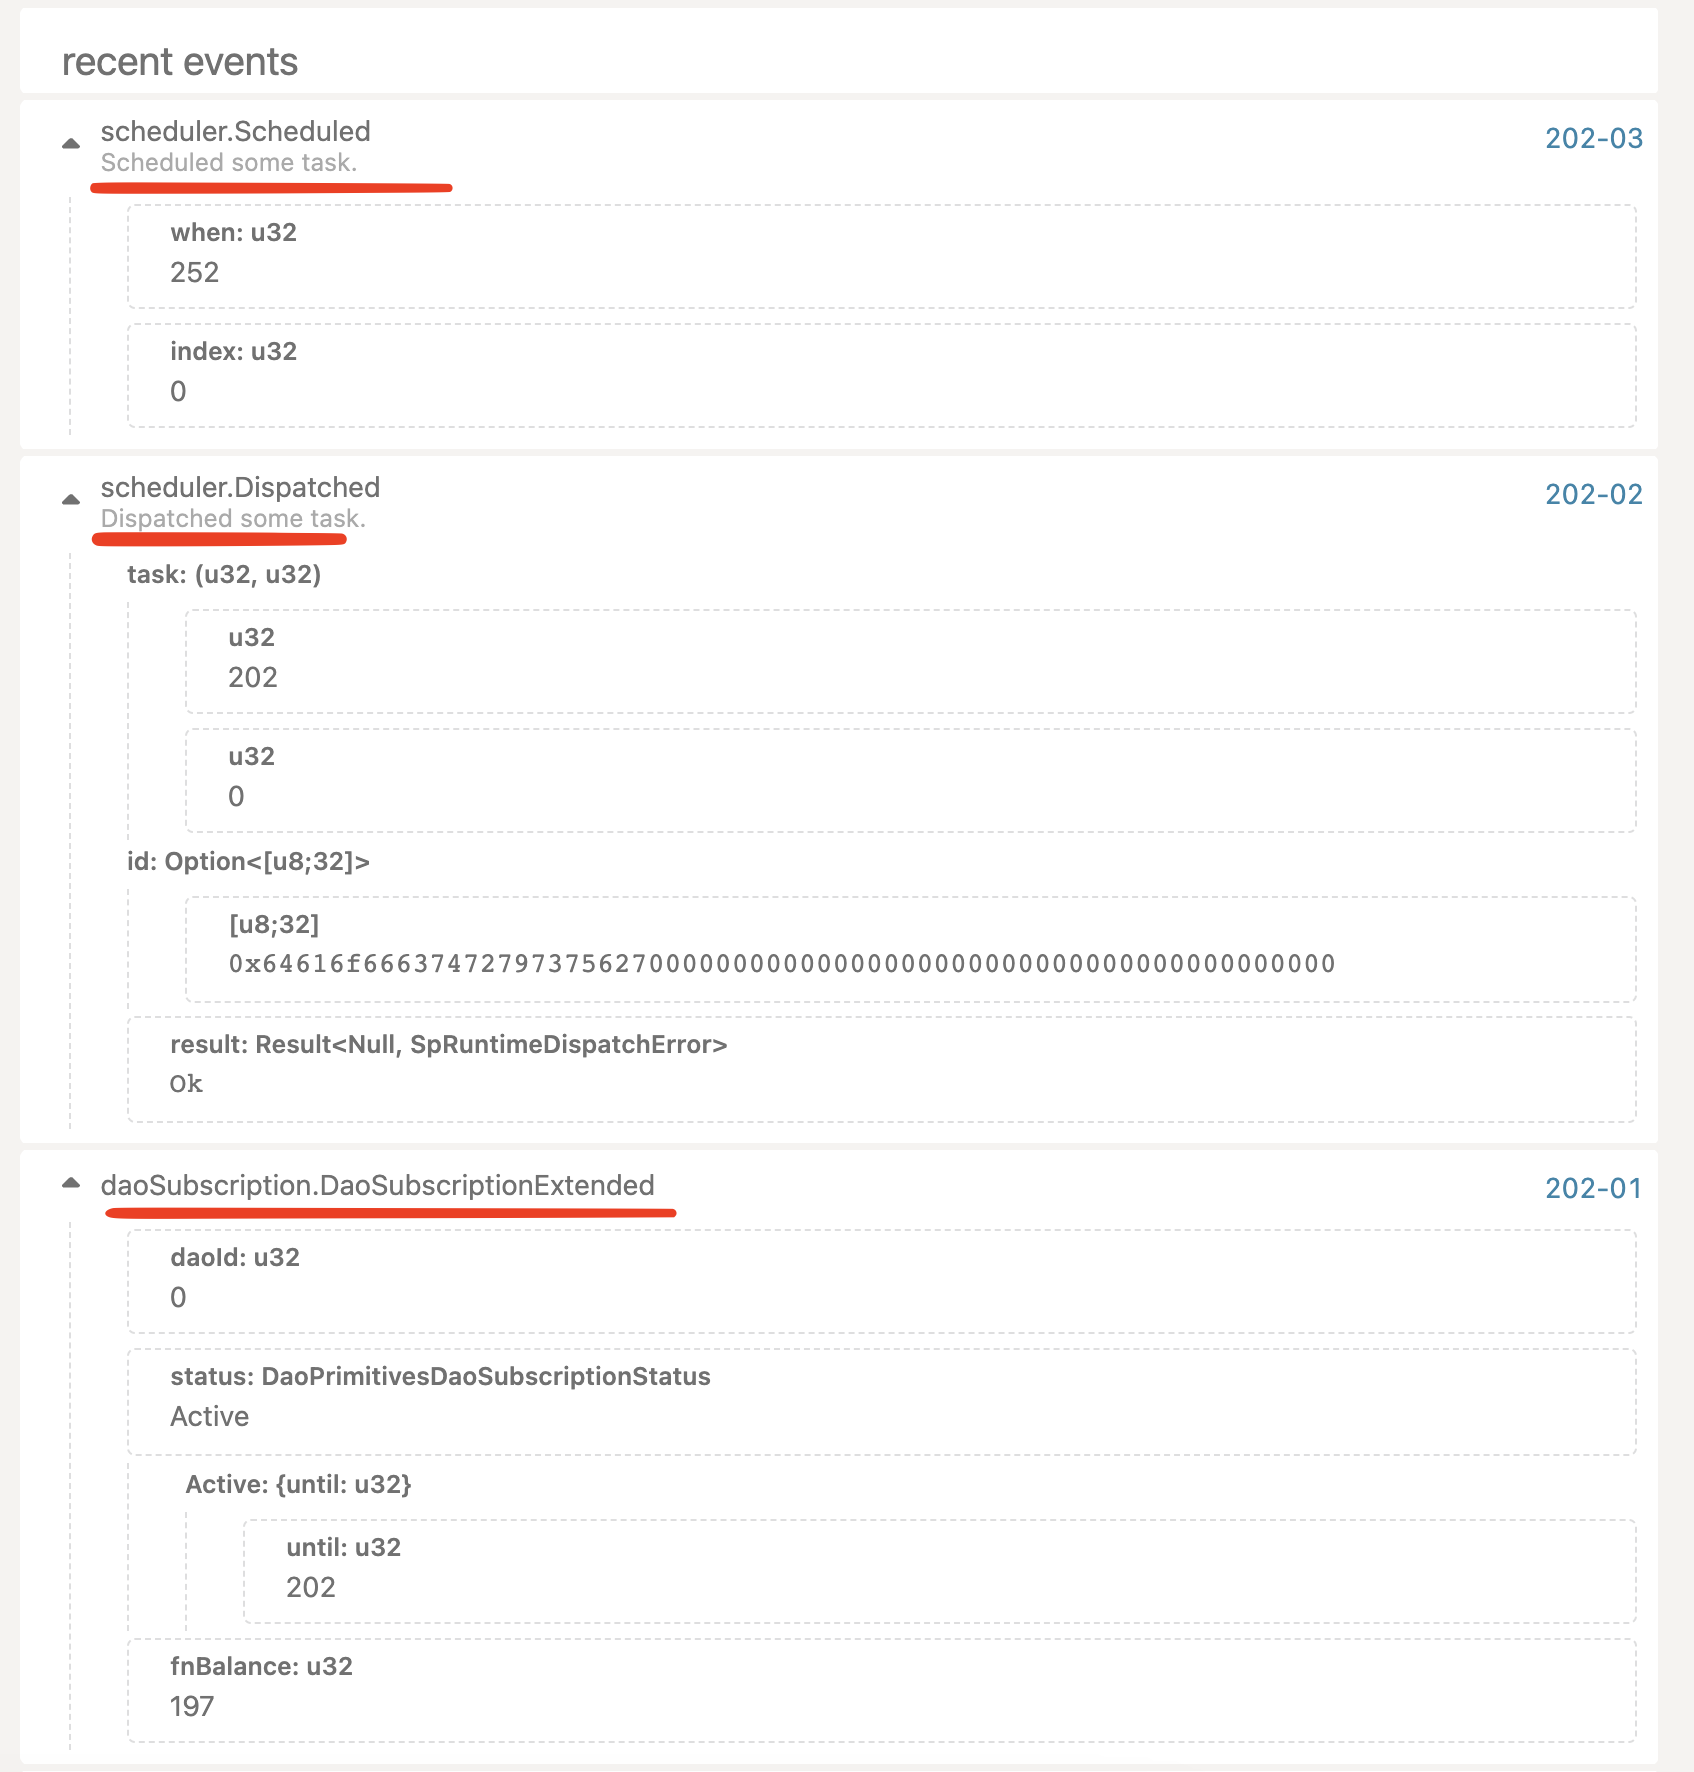 recent events
scheduler.Scheduled
202-03
Scheduled some task.
when: u32
252
index: u32
0
scheduler.Dispatched
202-02
Dispatched some task.
task: (u32, u32)
u32
202
u32
0
id: Option<[u8;32]>
[u8;32]
0x64616f6663747279737562700000000000000000000000000000000000000000
result: Result<Null, SpRuntimeDispatchError>
Ok
daoSubscription.DaoSubscriptionExtended
202-01
daoId: u32
0
status: DaoPrimitivesDaoSubscriptionStatus
Active
Active: {until: u32}
until: u32
202
fnBalance: u32
197